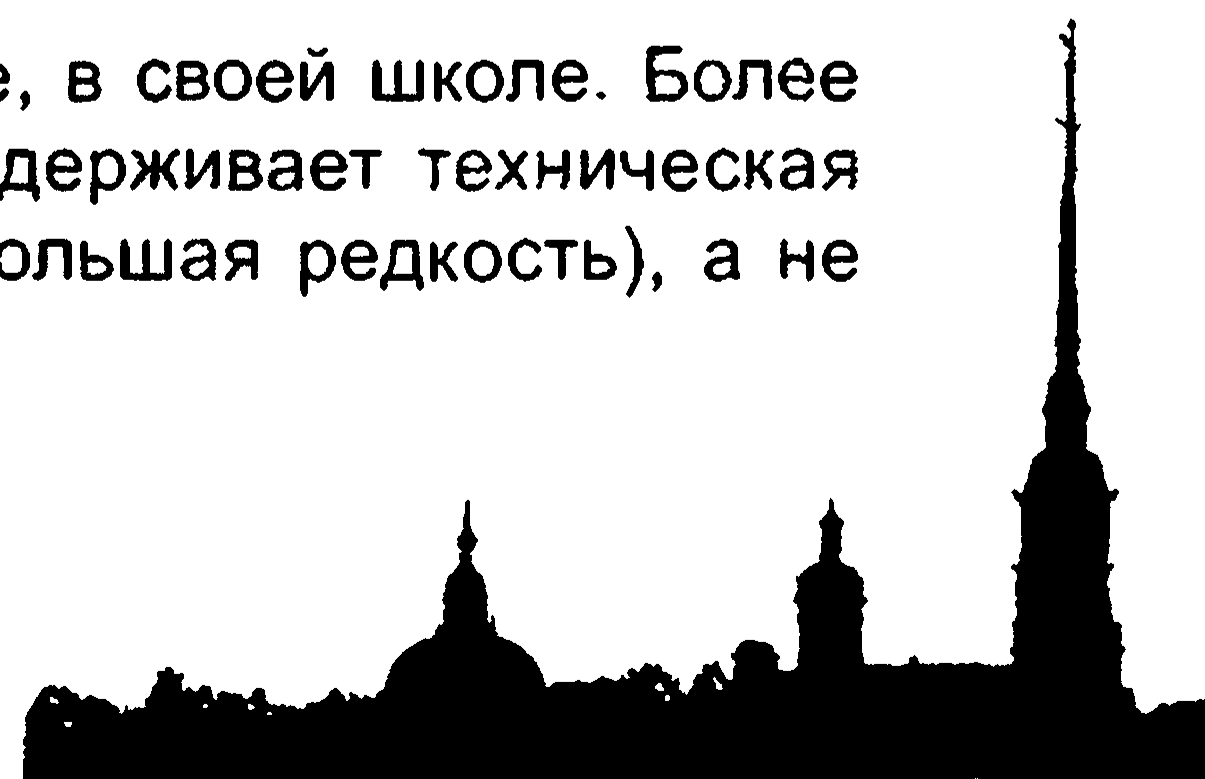 е, в своей школе. Более
держивает техническая
ольшая редкость), а не